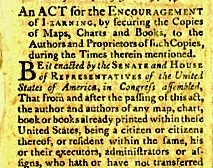 An ACT for the ENCOURAGEMENT
of LEARNING, by securing the Copies
of Maps, Charts and Books, to
the Authors and Proprietors of such Copies,
during the Times therein mentioned.
BE it enacted by the SENATE and HOUSE
of REPRESENTATIVES of the United
States of America, in Congress assembled,
That from and after the passing of this act,
the author and authors of any map, chart,
book or books already printed within these
United States, being a citizen or citizens
thereof, or resident within the same, his
or their executors, administrators or as-
signs, who hath or have not transferred